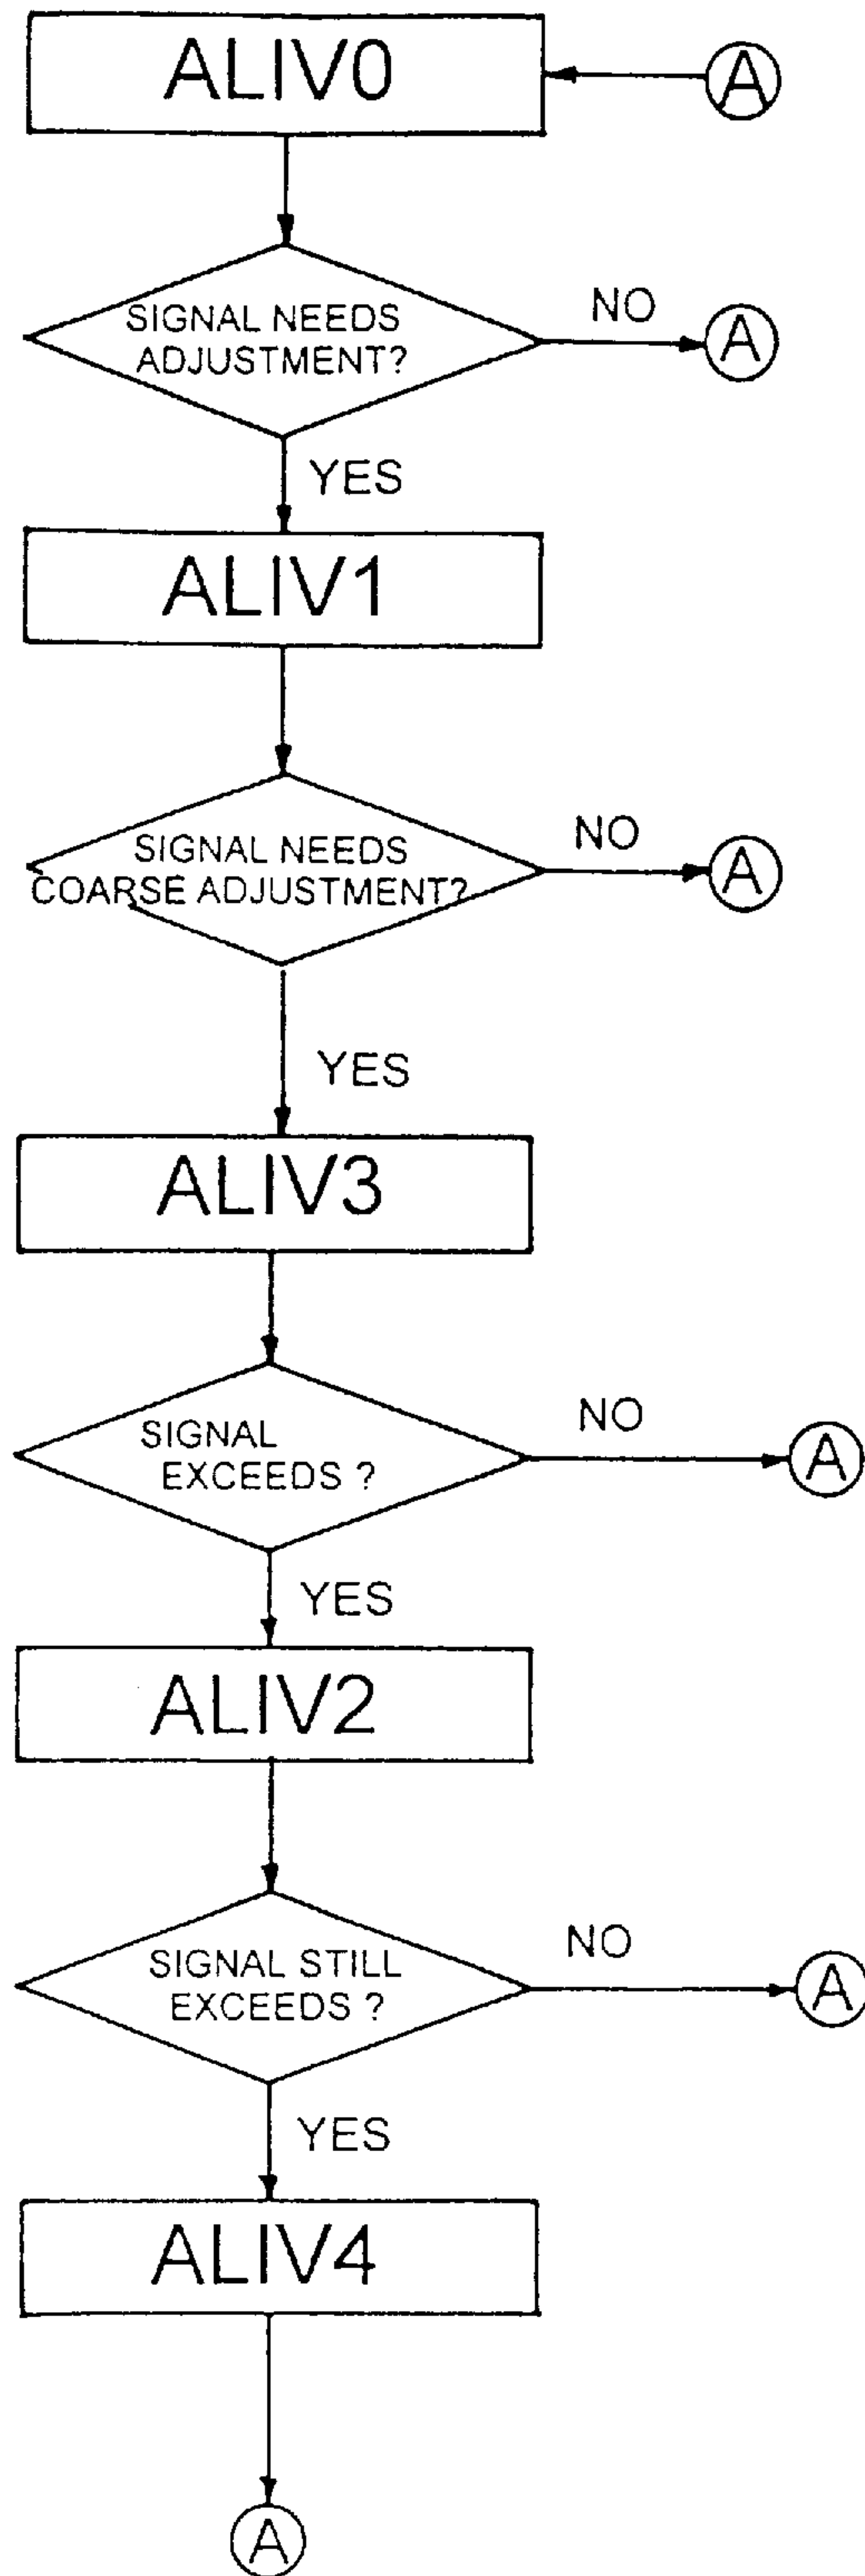 ALIV0
A
SIGNAL NEEDS
ADJUSTMENT?
NO
A
YES
ALIV1
SIGNAL NEEDS
COARSE ADJUSTMENT?
NO
A
YES
ALIV3
SIGNAL
EXCEEDS ?
NO
A
YES
ALIV2
SIGNAL STILL
EXCEEDS ?
NO
A
YES
ALIV4
A